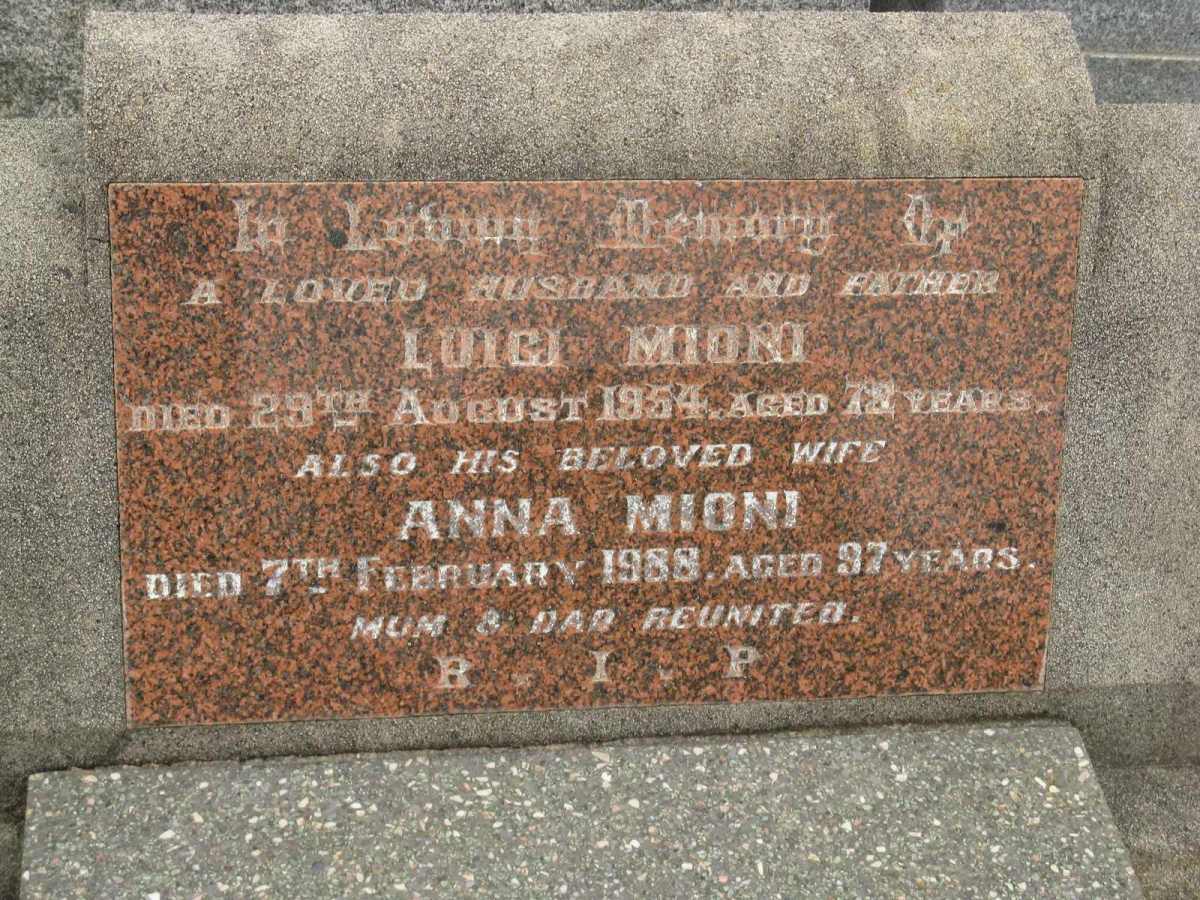 In Loving Memory Of
A LOVED HUSBAND AND FATHER
LUIGI MIONI
DIED 29TH AUGUST 1954. AGED YEARS.
ALSO HIS BELOVED WIFE
ANNA MIONI
DIED 7TH FEBRUARY 1988. AGED 97 YEARS.
MUM & DAD REUNITED.
R . I . P